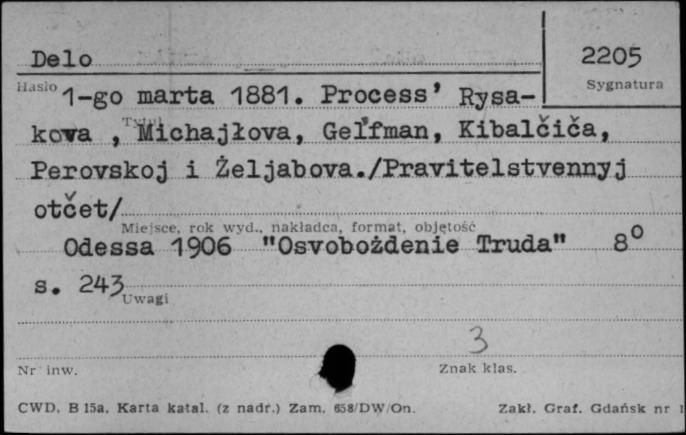 Delo
2205
Hasło
Sygnatura
1-go marta 1881. Process’ Rysa-
Tytuł
kova , Michajłova, Gel'fman, Kibalčiča,
Perovskoj i Željabova./Pravitelstvennyj
otčet/
Miejsce, rok wyd., nakładca, format, objętość
Odessa 1906 "Osvoboždenie Truda" 8°
s. 243
Uwagi
3
Nr inw.
Znak klas.
CWD. B 15a. Karta katal. (z nadr.) Zam. 658/DW/On.
Zakł. Graf. Gdańsk nr 1